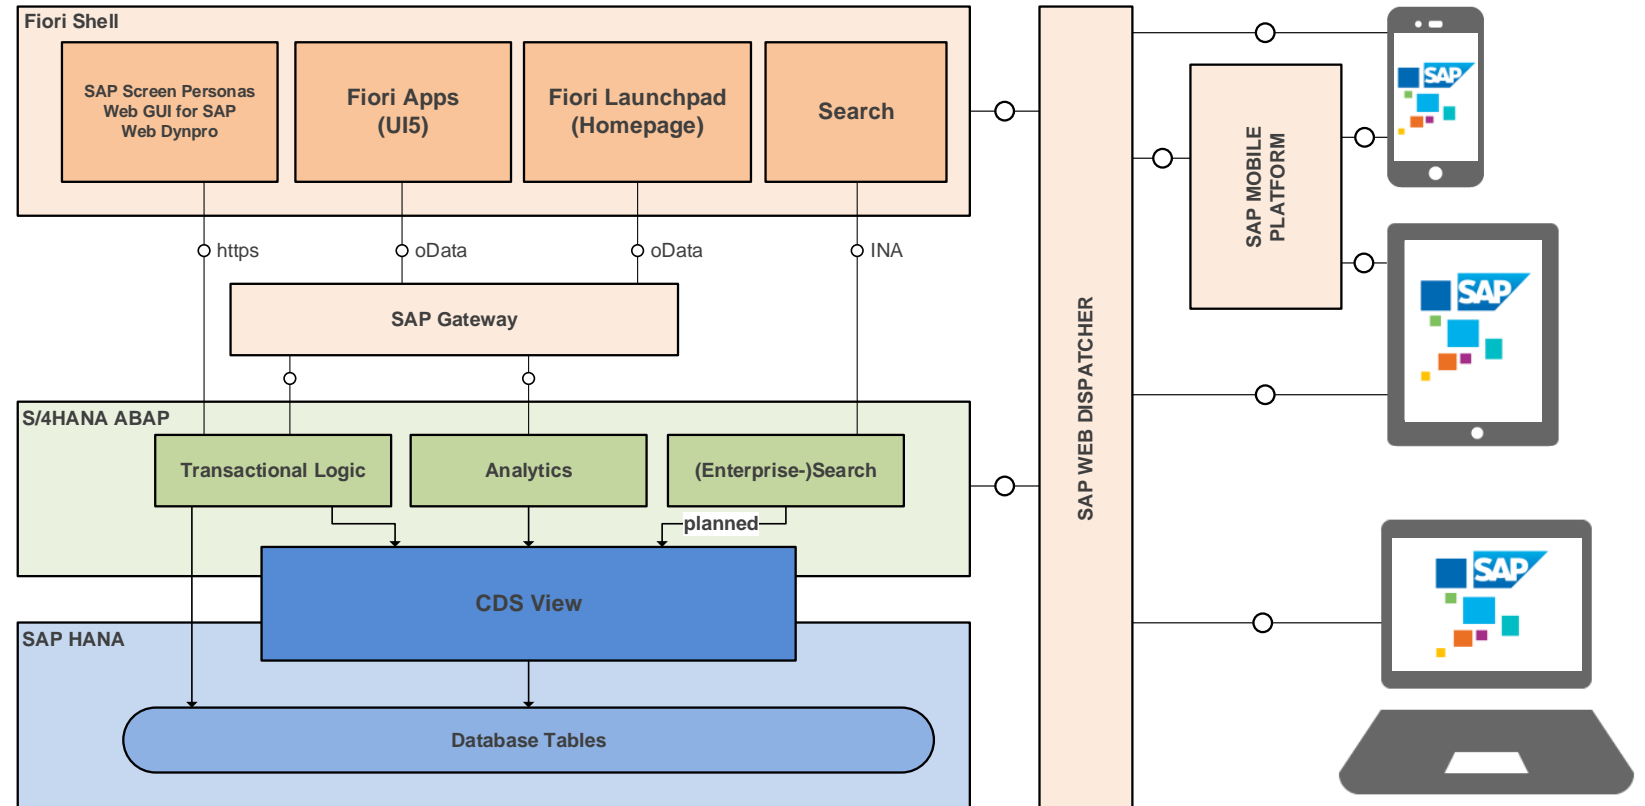 Fiori Shell
SAP Screen Personas
Web GUI for SAP
Web Dynpro
Fiori Apps
(UI5)
Fiori Launchpad
(Homepage)
Search
https
oData
oData
INA
SAP Gateway
S/4HANA ABAP
Transactional Logic
Analytics
(Enterprise-)Search
planned
CDS View
SAP HANA
Database Tables
SAP WEB DISPATCHER
SAP MOBILE
PLATFORM
SAP
SAP
SAP